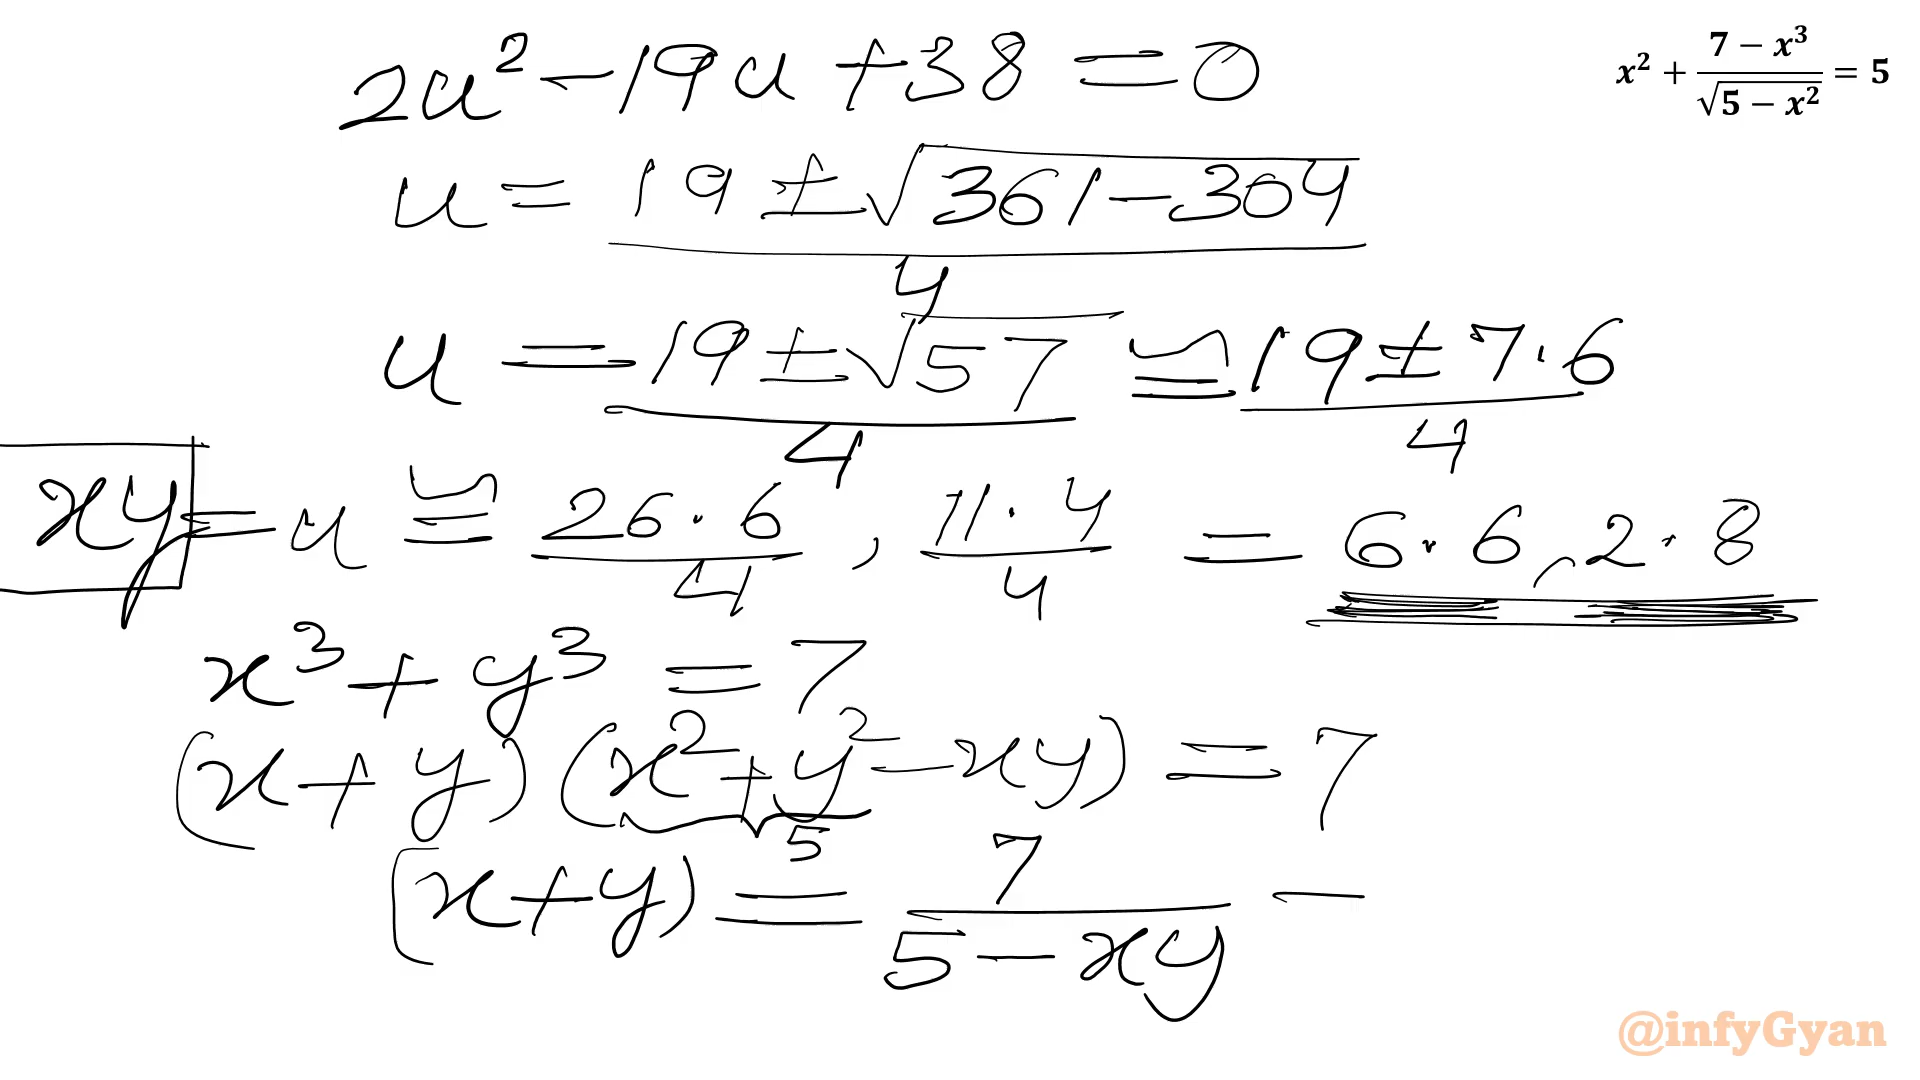 2u² - 19u + 38 = 0
x² + (7 - x³)/√(5 - x²) = 5
u = (19 ± √(361 - 304))/4
u = (19 ± √57)/4 ≌ (19 ± 7.6)/4
xy = u ≌ 26.6/4, 11.4/4 = 6.6, 2.8
x³ + y³ = 7
(x + y)(x² + y² - xy) = 7
5
(x + y) = 7/(5 - xy) -
@infyGyan